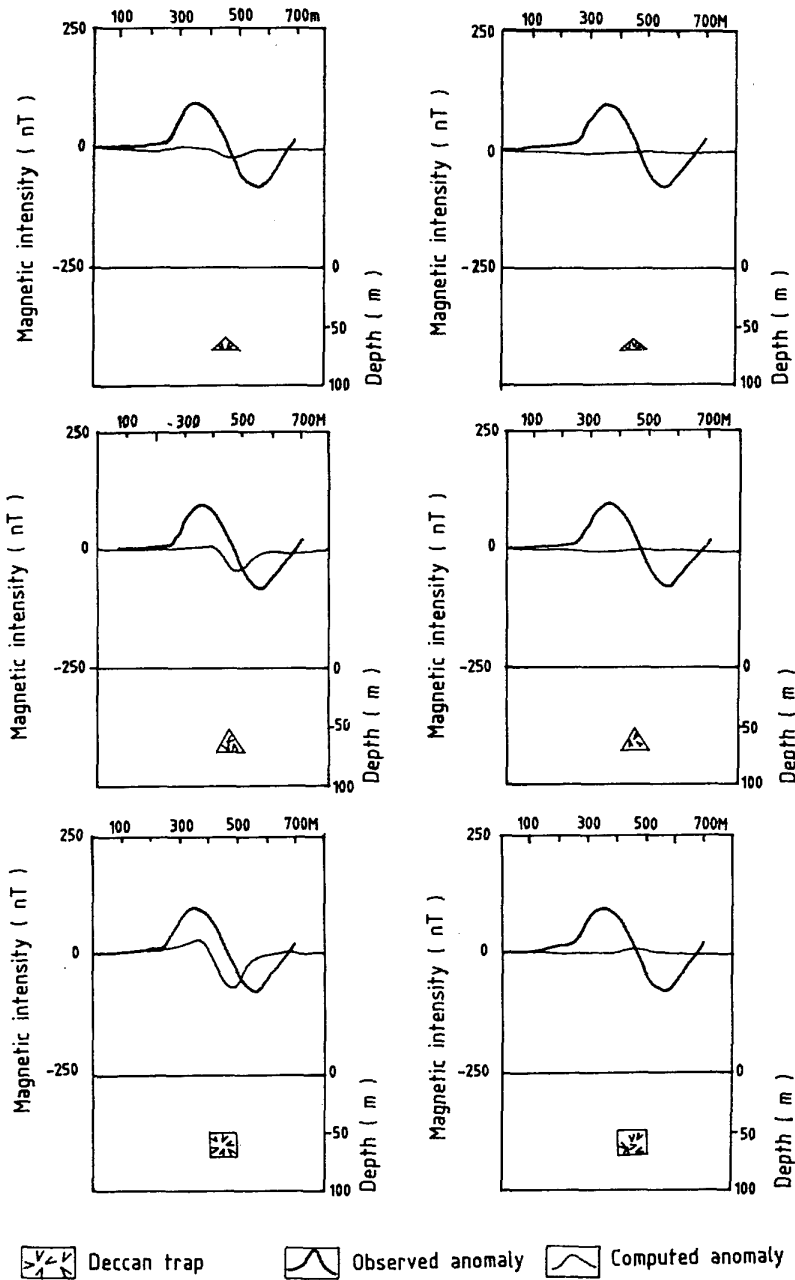 100 300 500 700m
250
0
-250
Magnetic intensity ( nT )
0
-50
100
Depth ( m )
100 300 500 700M
250
0
-250
Magnetic intensity ( nT )
0
-50
100
Depth ( m )
100 300 500 700M
250
0
-250
Magnetic intensity ( nT )
0
-50
100
Depth ( m )
100 300 500 700M
250
0
-250
Magnetic intensity ( nT )
0
-50
100
Depth ( m )
100 300 500 700M
250
0
-250
Magnetic intensity ( nT )
0
-50
100
Depth ( m )
100 300 500 700M
250
0
-250
Magnetic intensity ( nT )
0
-50
100
Depth ( m )
Deccan trap Observed anomaly Computed anomaly